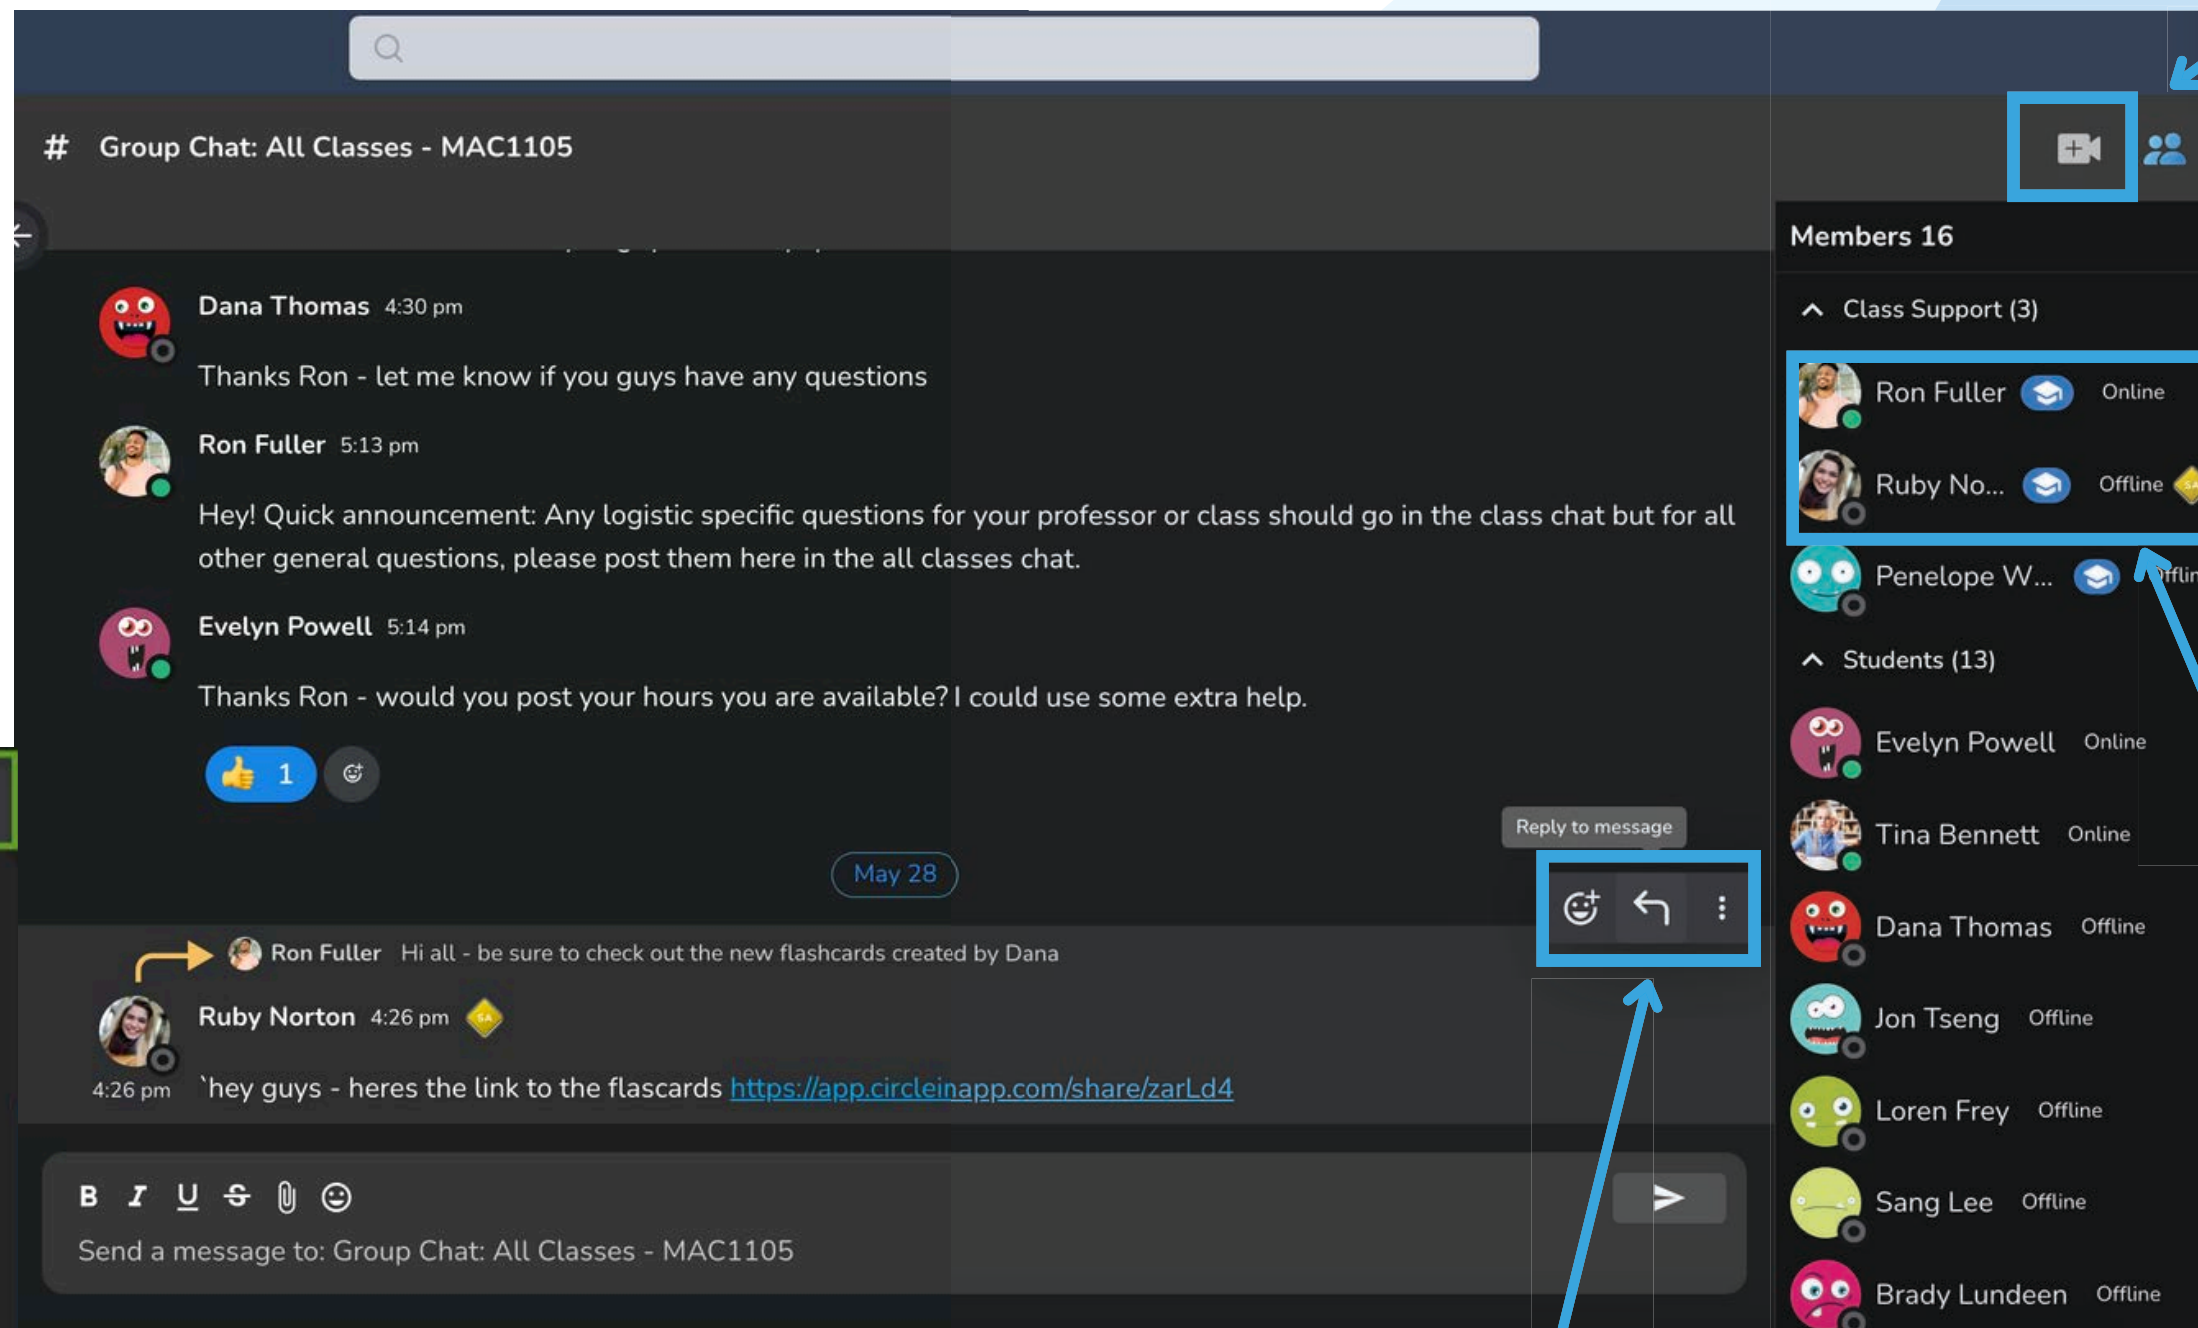 # Group Chat: All Classes - MAC1105
Dana Thomas 4:30 pm
Thanks Ron - let me know if you guys have any questions
Ron Fuller 5:13 pm
Hey! Quick announcement: Any logistic specific questions for your professor or class should go in the class chat but for all
other general questions, please post them here in the all classes chat.
Evelyn Powell 5:14 pm
Thanks Ron - would you post your hours you are available? I could use some extra help.
👍 1
Reply to message
May 28
Ron Fuller Hi all - be sure to check out the new flashcards created by Dana
Ruby Norton 4:26 pm SA
4:26 pm `hey guys - heres the link to the flascards https://app.circleinapp.com/share/zarLd4
B I U S
Send a message to: Group Chat: All Classes - MAC1105
Members 16
Class Support (3)
Ron Fuller Online
Ruby No... Offline SA
Penelope W...
Students (13)
Evelyn Powell Online
Tina Bennett Online
Dana Thomas Offline
Jon Tseng Offline
Loren Frey Offline
Sang Lee Offline
Brady Lundeen Offline